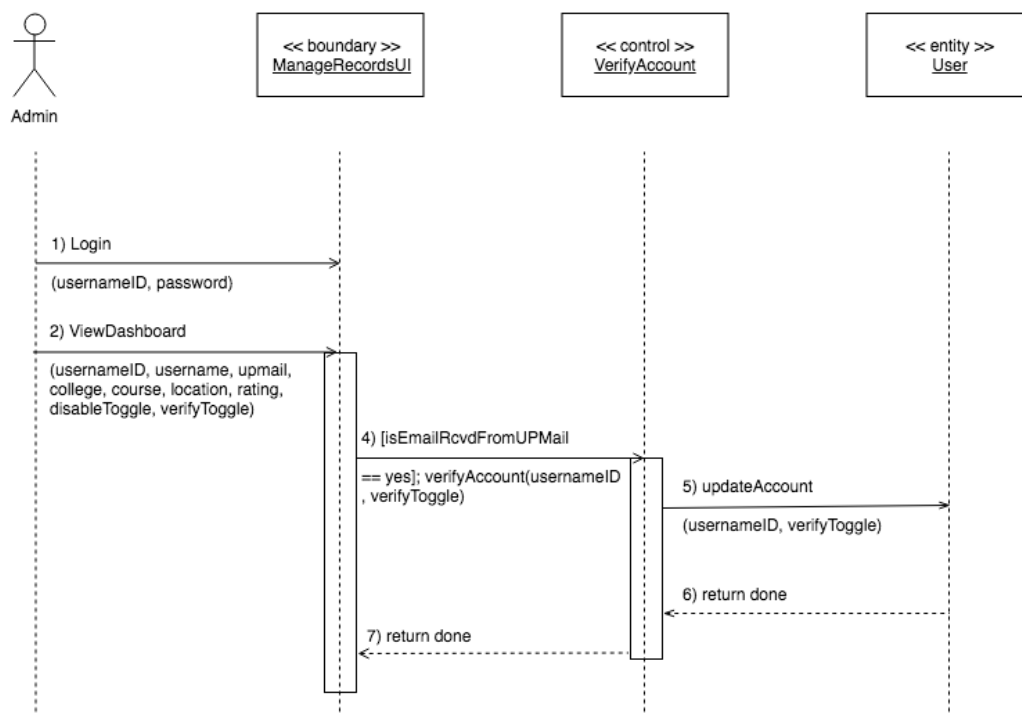 << boundary >>
ManageRecordsUI
<< control >>
VerifyAccount
<< entity >>
User
Admin
1) Login
(usernameID, password)
2) ViewDashboard
(usernameID, username, upmail,
college, course, location, rating,
disableToggle, verifyToggle)
4) [isEmailRcvdFromUPMail
== yes]; verifyAccount(usernameID
, verifyToggle)
5) updateAccount
(usernameID, verifyToggle)
6) return done
7) return done